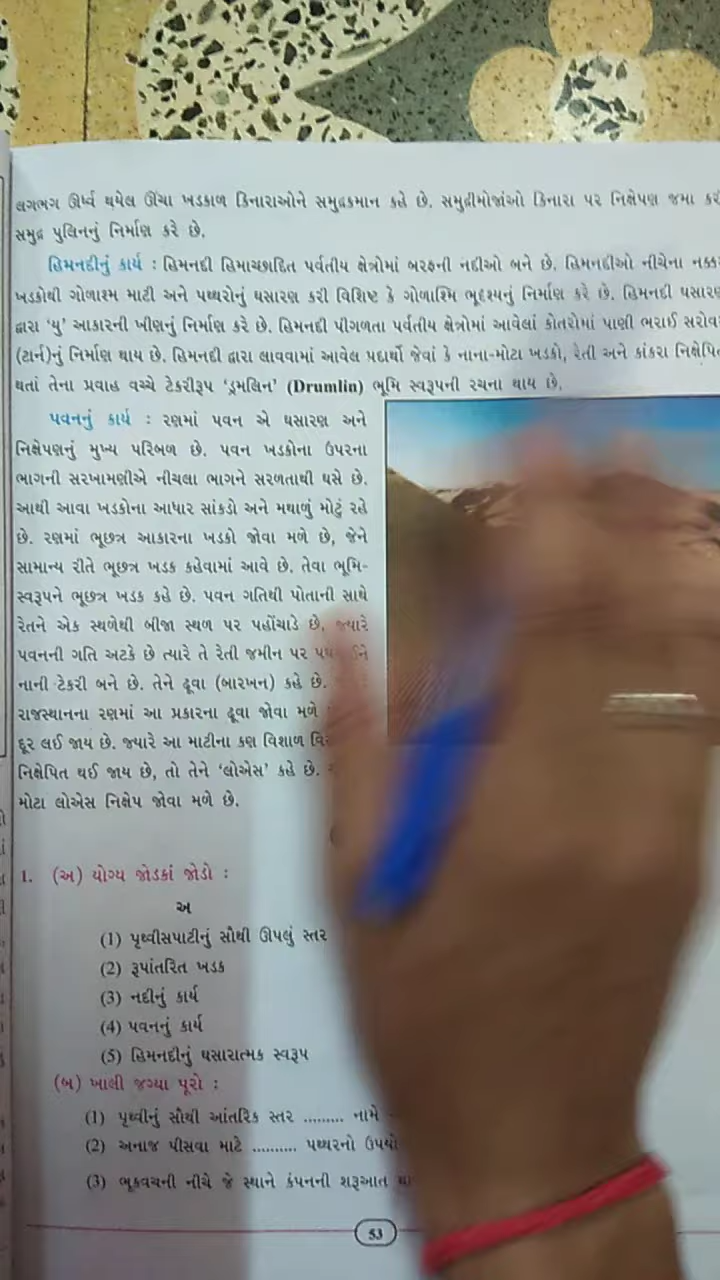 લગભગ ઊર્ધ્વ થયેલ ઊંચા ખડકાળ કિનારાઓને સમુદ્રકમાન કહે છે. સમુદ્રીમોજાંઓ કિનારા પર નિક્ષેપણ જમા કરી
સમુદ્ર પુલિનનું નિર્માણ કરે છે.
હિમનદીનું કાર્ય : હિમનદી હિમાચ્છાદિત પર્વતીય ક્ષેત્રોમાં બરફની નદીઓ બને છે. હિમનદીઓ નીચેના
ખડકોથી ગોળાશ્મ માટી અને પથ્થરોનું ઘસારણ કરી વિશિષ્ટ કે ગોળાશ્મિ ભૂદૃશ્યનું નિર્માણ કરે છે. હિમનદી ઘસારણ
દ્વારા ‘યુ’ આકારની ખીણનું નિર્માણ કરે છે. હિમનદી પીગળતા પર્વતીય ક્ષેત્રોમાં આવેલાં કોતરોમાં પાણી ભરાઈ
(ટાર્ન)નું નિર્માણ થાય છે. હિમનદી દ્વારા લાવવામાં આવેલ પદાર્થો જેવાં કે નાના-મોટા ખડકો, રેતી અને કાંકરા
થતાં તેના પ્રવાહ વચ્ચે ટેકરીરૂપ ‘ડ્રમલિન’ (Drumlin) ભૂમિ સ્વરૂપની રચના થાય છે.
પવનનું કાર્ય : રણમાં પવન એ ઘસારણ અને
નિક્ષેપણનું મુખ્ય પરિબળ છે. પવન ખડકોના ઉપરના
ભાગની સરખામણીએ નીચલા ભાગને સરળતાથી ઘસે છે.
આથી આવા ખડકોના આધાર સાંકડો અને મથાળું મોટું રહે
છે. રણમાં ભૂછત્ર આકારના ખડકો જોવા મળે છે, જેને
સામાન્ય રીતે ભૂછત્ર ખડક કહેવામાં આવે છે. તેવા ભૂમિ-
સ્વરૂપને ભૂછત્ર ખડક કહે છે. પવન ગતિથી પોતાની સાથે
રેતને એક સ્થળેથી બીજા સ્થળ પર પહોંચાડે છે, જ્યારે
પવનની ગતિ અટકે છે ત્યારે તે રેતી જમીન પર
નાની ટેકરી બને છે. તેને ઢૂવા (બારખન) કહે છે.
રાજસ્થાનના રણમાં આ પ્રકારના ઢૂવા જોવા મળે
દૂર લઈ જાય છે. જ્યારે આ માટીના કણ વિશાળ
નિક્ષેપિત થઈ જાય છે, તો તેને ‘લોએસ’ કહે છે.
મોટા લોએસ નિક્ષેપ જોવા મળે છે.
1. (અ) યોગ્ય જોડકાં જોડો :
અ
(1) પૃથ્વીસપાટીનું સૌથી ઊપલું સ્તર
(2) રૂપાંતરિત ખડક
(3) નદીનું કાર્ય
(4) પવનનું કાર્ય
(5) હિમનદીનું ઘસારાત્મક સ્વરૂપ
(બ) ખાલી જગ્યા પૂરો :
(1) પૃથ્વીનું સૌથી આંતરિક સ્તર ......... નામે
(2) અનાજ પીસવા માટે .......... પથ્થરનો
(3) ભૂકવચની નીચે જે સ્થાને કંપનની શરૂઆત
53